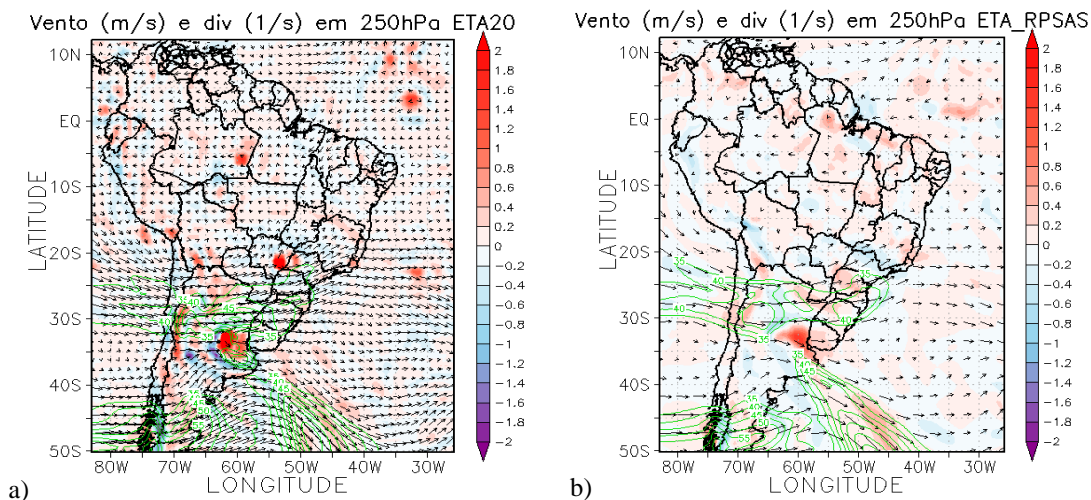 Vento (m/s) e div (1/s) em 250hPa ETA20
10N
EQ
10S
20S
30S
40S
50S
LATITUDE
80W 70W 60W 50W 40W 30W
LONGITUDE
2
1.8
1.6
1.4
1.2
1
0.8
0.6
0.4
0.2
0
−0.2
−0.4
−0.6
−0.8
−1
−1.2
−1.4
−1.6
−1.8
−2
a)
Vento (m/s) e div (1/s) em 250hPa ETA_RPSAS
10N
EQ
10S
20S
30S
40S
50S
LATITUDE
80W 70W 60W 50W 40W 30W
LONGITUDE
2
1.8
1.6
1.4
1.2
1
0.8
0.6
0.4
0.2
0
−0.2
−0.4
−0.6
−0.8
−1
−1.2
−1.4
−1.6
−1.8
−2
b)